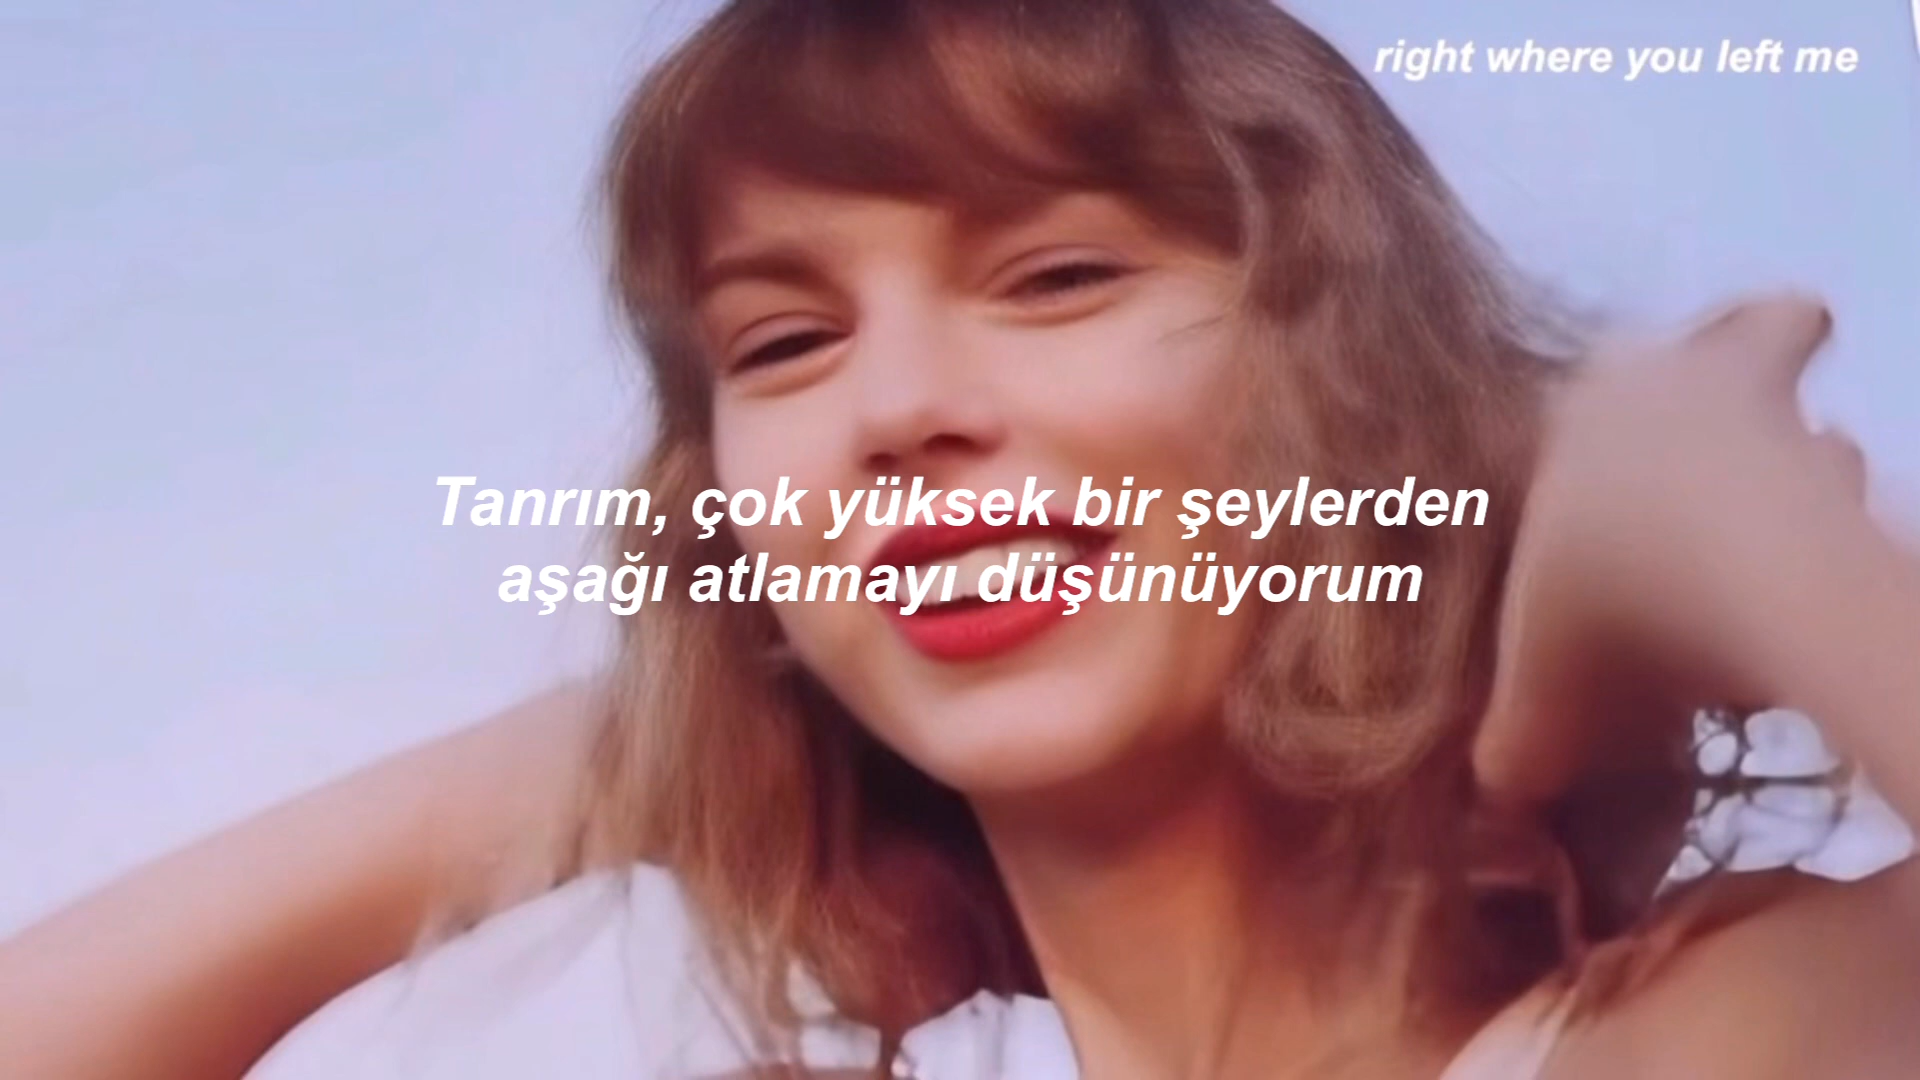 right where you left me
Tanrım, çok yüksek bir şeylerden
aşağı atlamayı düşünüyorum